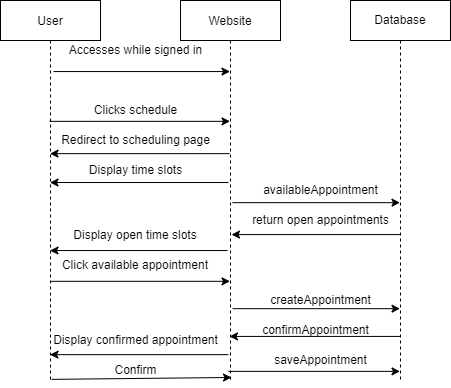 User
Website
Database
Accesses while signed in
Clicks schedule
Redirect to scheduling page
Display time slots
availableAppointment
return open appointments
Display open time slots
Click available appointment
createAppointment
confirmAppointment
Display confirmed appointment
saveAppointment
Confirm